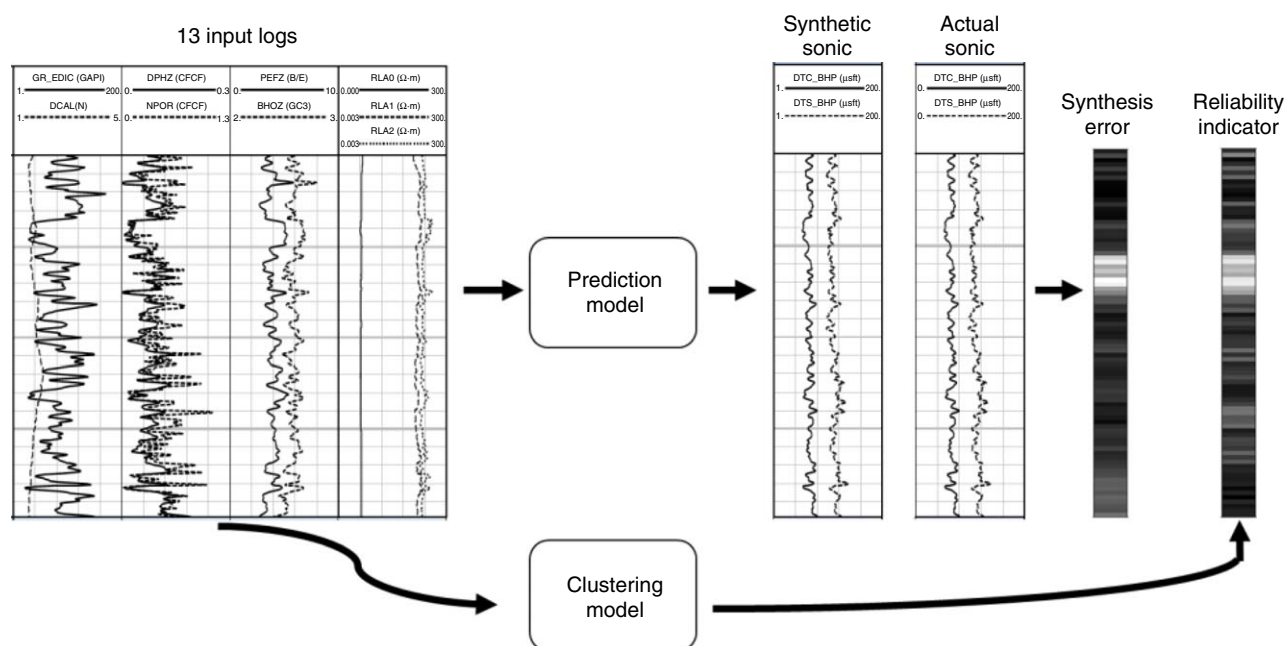 13 input logs
GR_EDIC (GAPI)
1. 200.
DCAL(N)
1. 5.
DPHZ (CFCF)
0. 0.3
NPOR (CFCF)
0. 1.3
PEFZ (B/E)
0. 10.
BHOZ (GC3)
2. 3.
RLA0 (Ω·m)
0.000 300.
RLA1 (Ω·m)
0.003 300.
RLA2 (Ω·m)
0.003 300.
Prediction
model
Synthetic
sonic
DTC_BHP (µsft)
1. 200.
DTS_BHP (µsft)
1. 200.
Actual
sonic
DTC_BHP (µsft)
0. 200.
DTS_BHP (µsft)
0. 200.
Synthesis
error
Reliability
indicator
Clustering
model